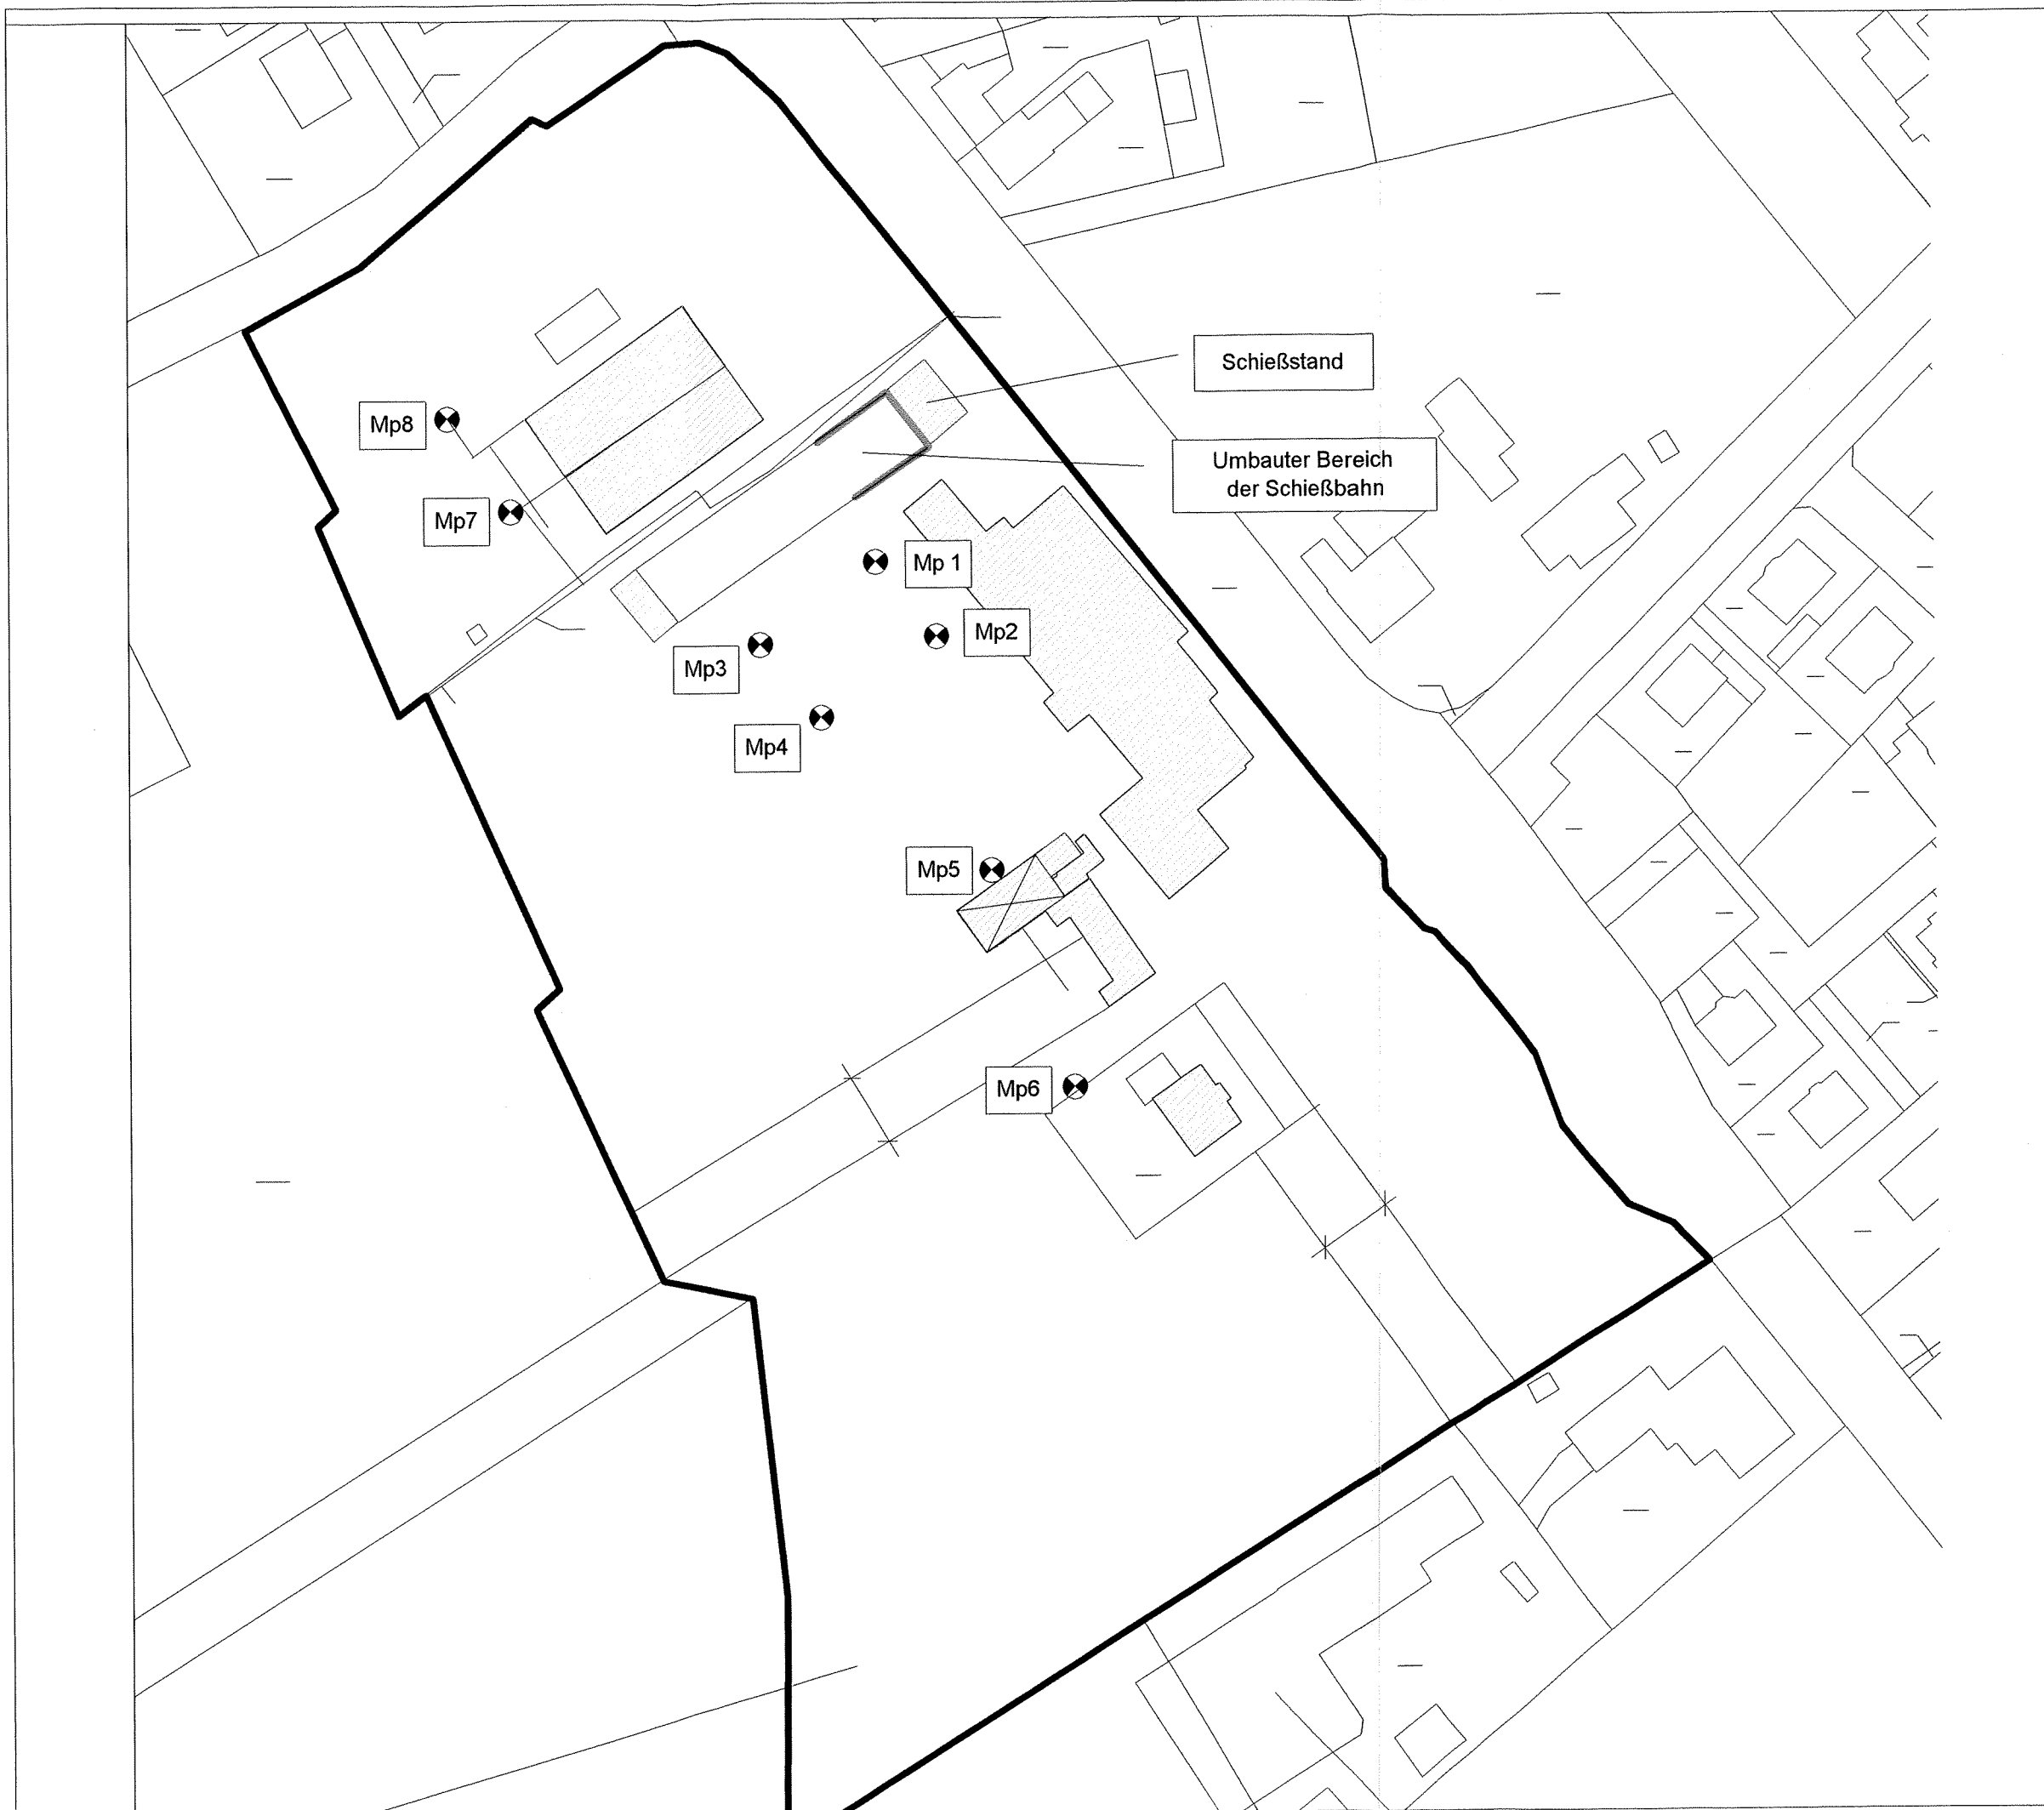 Schießstand
Mp8
Umbauter Bereich
der Schießbahn
Mp7
Mp 1
Mp2
Mp3
Mp4
Mp5
Mp6